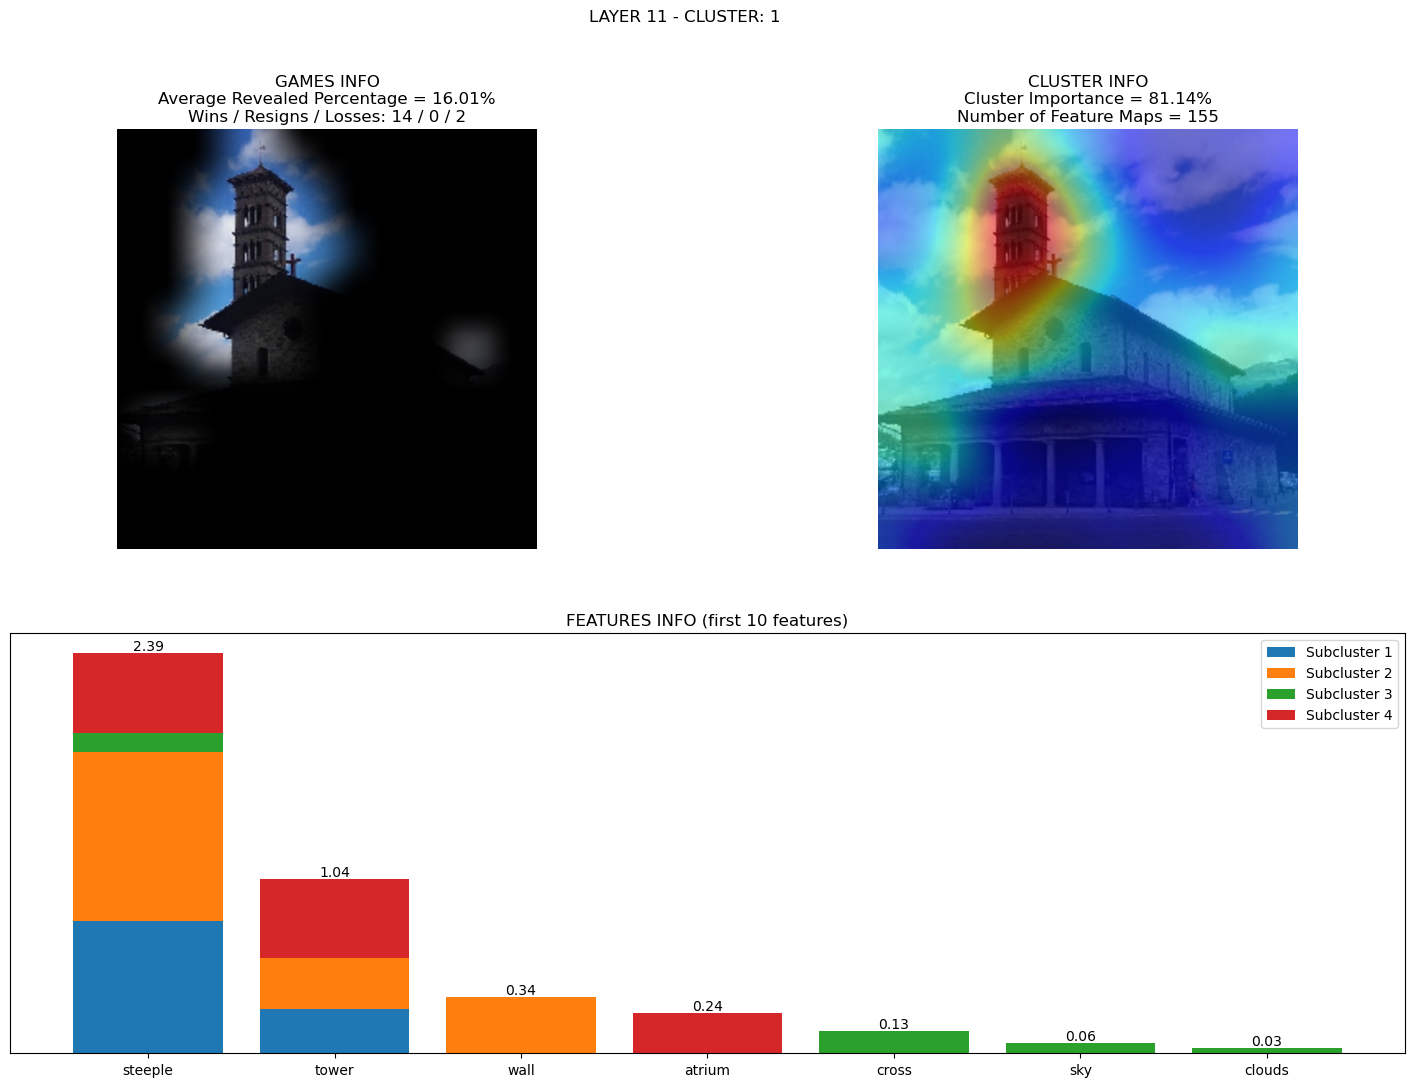 LAYER 11 - CLUSTER: 1
GAMES INFO
Average Revealed Percentage = 16.01%
Wins / Resigns / Losses: 14 / 0 / 2
CLUSTER INFO
Cluster Importance = 81.14%
Number of Feature Maps = 155
FEATURES INFO (first 10 features)
Subcluster 1
Subcluster 2
Subcluster 3
Subcluster 4
2.39
1.04
0.34
0.24
0.13
0.06
0.03
steeple
tower
wall
atrium
cross
sky
clouds